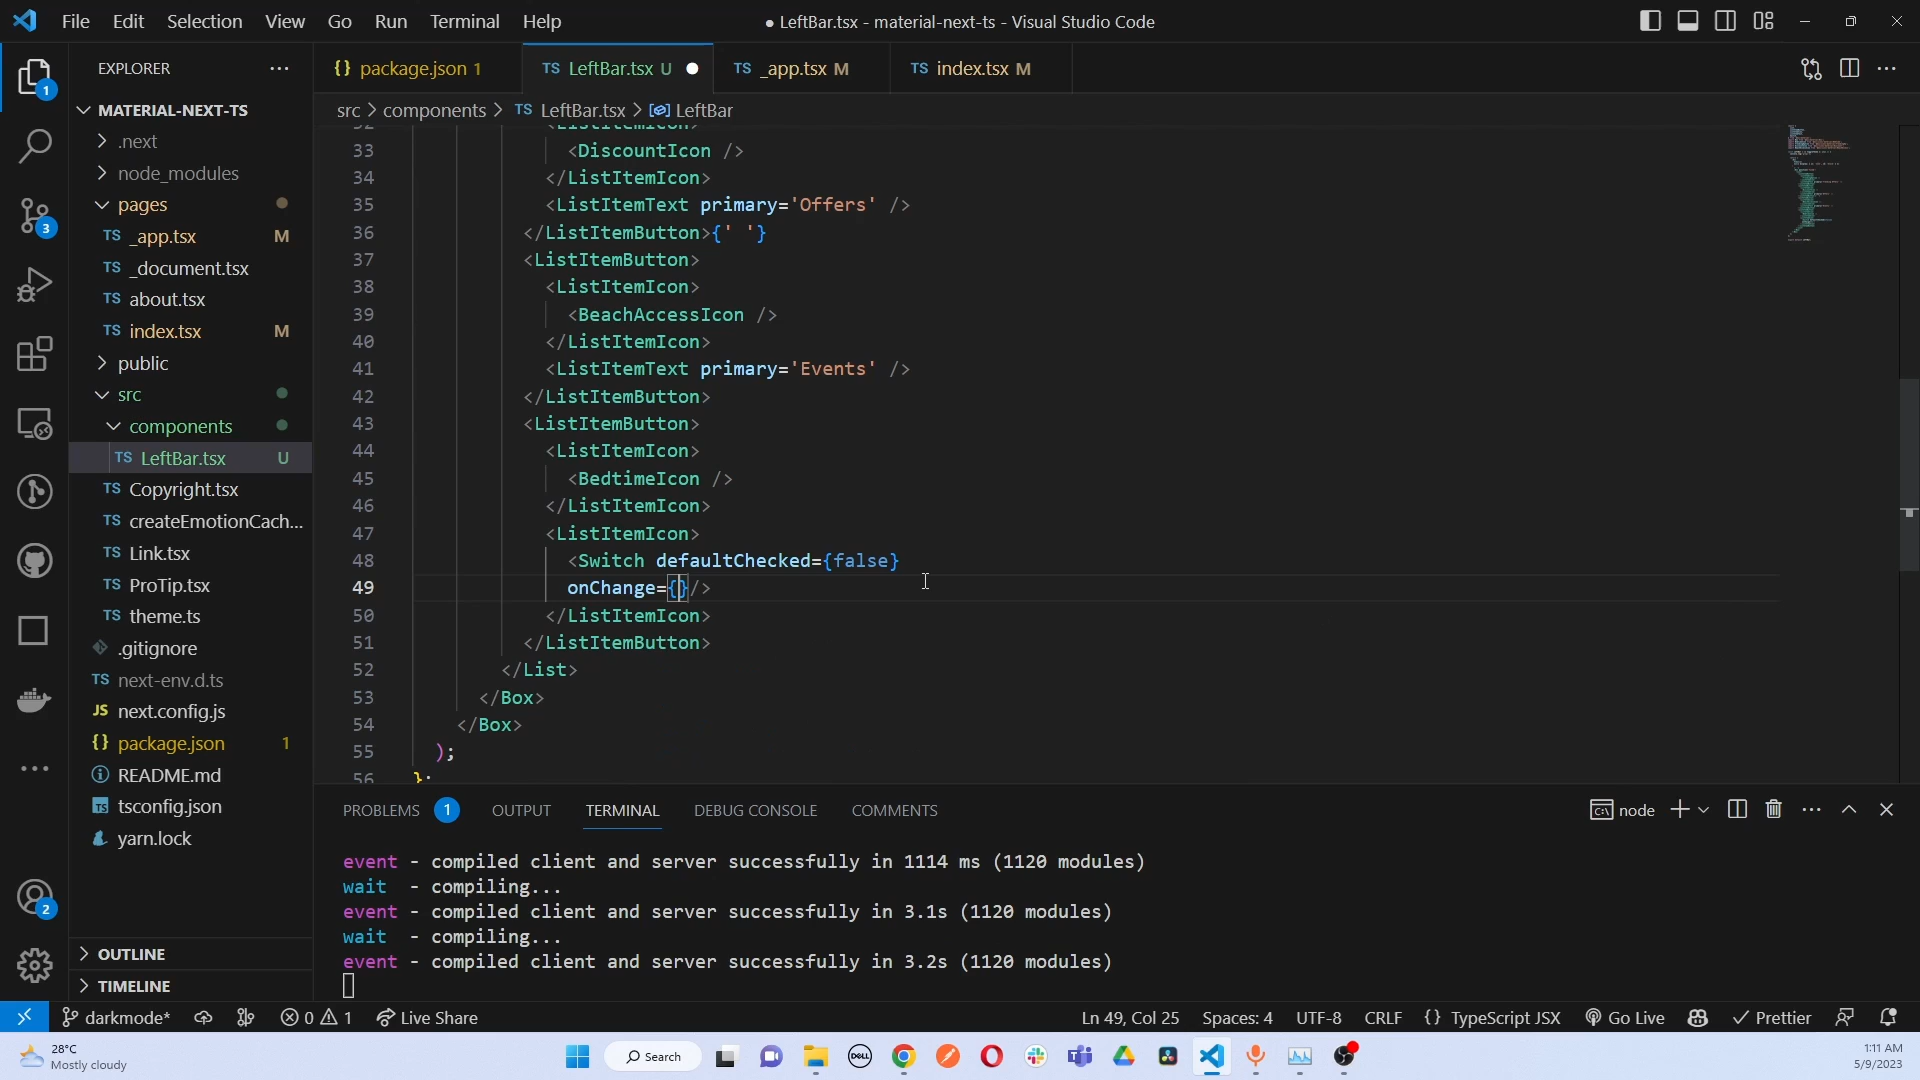 File Edit Selection View Go Run Terminal Help
● LeftBar.tsx - material-next-ts - Visual Studio Code
EXPLORER
{} package.json 1
TS LeftBar.tsx U
TS _app.tsx M
TS index.tsx M
src > components > TS LeftBar.tsx > LeftBar
MATERIAL-NEXT-TS
.next
node_modules
pages
TS _app.tsx M
TS _document.tsx
TS about.tsx
TS index.tsx M
public
src
components
TS LeftBar.tsx U
TS Copyright.tsx
TS createEmotionCach...
TS Link.tsx
TS ProTip.tsx
TS theme.ts
.gitignore
TS next-env.d.ts
JS next.config.js
{} package.json 1
README.md
tsconfig.json
yarn.lock
OUTLINE
TIMELINE
1
3
2
32 <ListItemIcon>
33 <DiscountIcon />
34 </ListItemIcon>
35 <ListItemText primary='Offers' />
36 </ListItemButton>{' '}
37 <ListItemButton>
38 <ListItemIcon>
39 <BeachAccessIcon />
40 </ListItemIcon>
41 <ListItemText primary='Events' />
42 </ListItemButton>
43 <ListItemButton>
44 <ListItemIcon>
45 <BedtimeIcon />
46 </ListItemIcon>
47 <ListItemIcon>
48 <Switch defaultChecked={false}
49 onChange={}/>
50 </ListItemIcon>
51 </ListItemButton>
52 </List>
53 </Box>
54 </Box>
55 );
56 };
PROBLEMS 1 OUTPUT TERMINAL DEBUG CONSOLE COMMENTS
node
event - compiled client and server successfully in 1114 ms (1120 modules)
wait - compiling...
event - compiled client and server successfully in 3.1s (1120 modules)
wait - compiling...
event - compiled client and server successfully in 3.2s (1120 modules)
darkmode* 0 1 Live Share
Ln 49, Col 25 Spaces: 4 UTF-8 CRLF {} TypeScript JSX Go Live Prettier
28°C
Mostly cloudy
Search
DELL
1:11 AM
5/9/2023